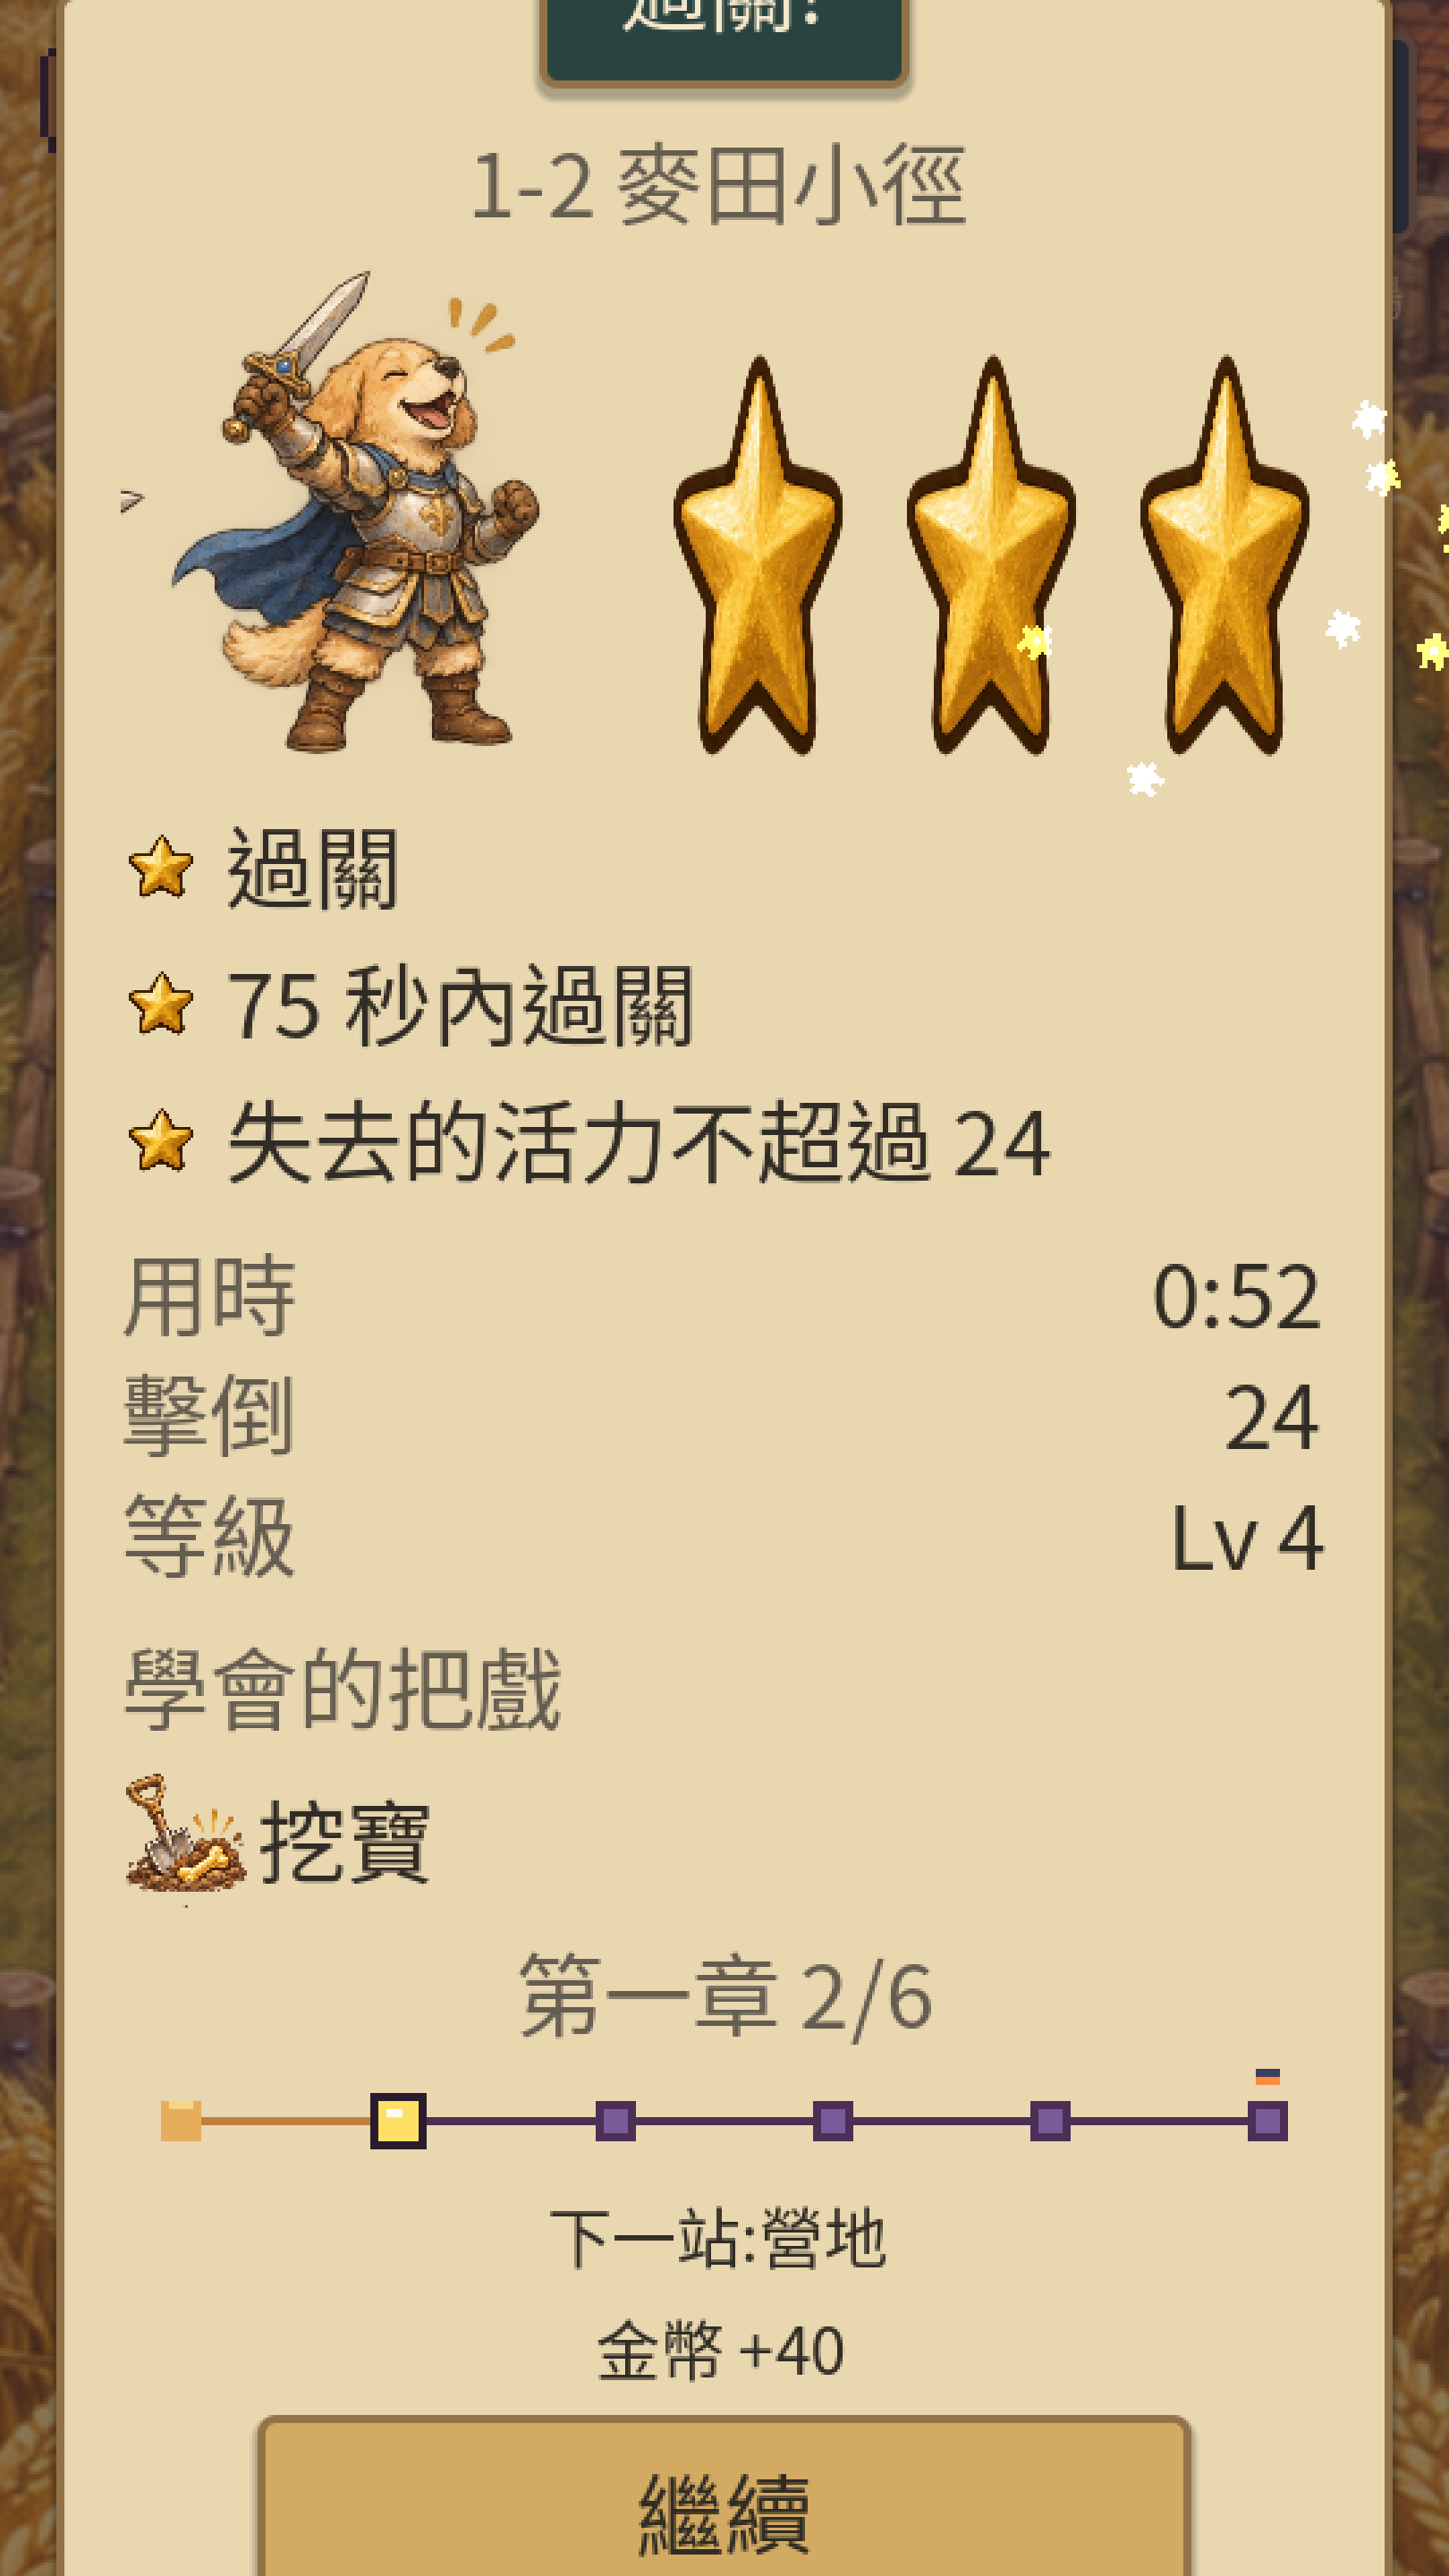 過關!
1-2 麥田小徑
過關
75 秒內過關
失去的活力不超過 24
用時 0:52
擊倒 24
等級 Lv 4
學會的把戲
挖寶
第一章 2/6
下一站:營地
金幣 +40
繼續